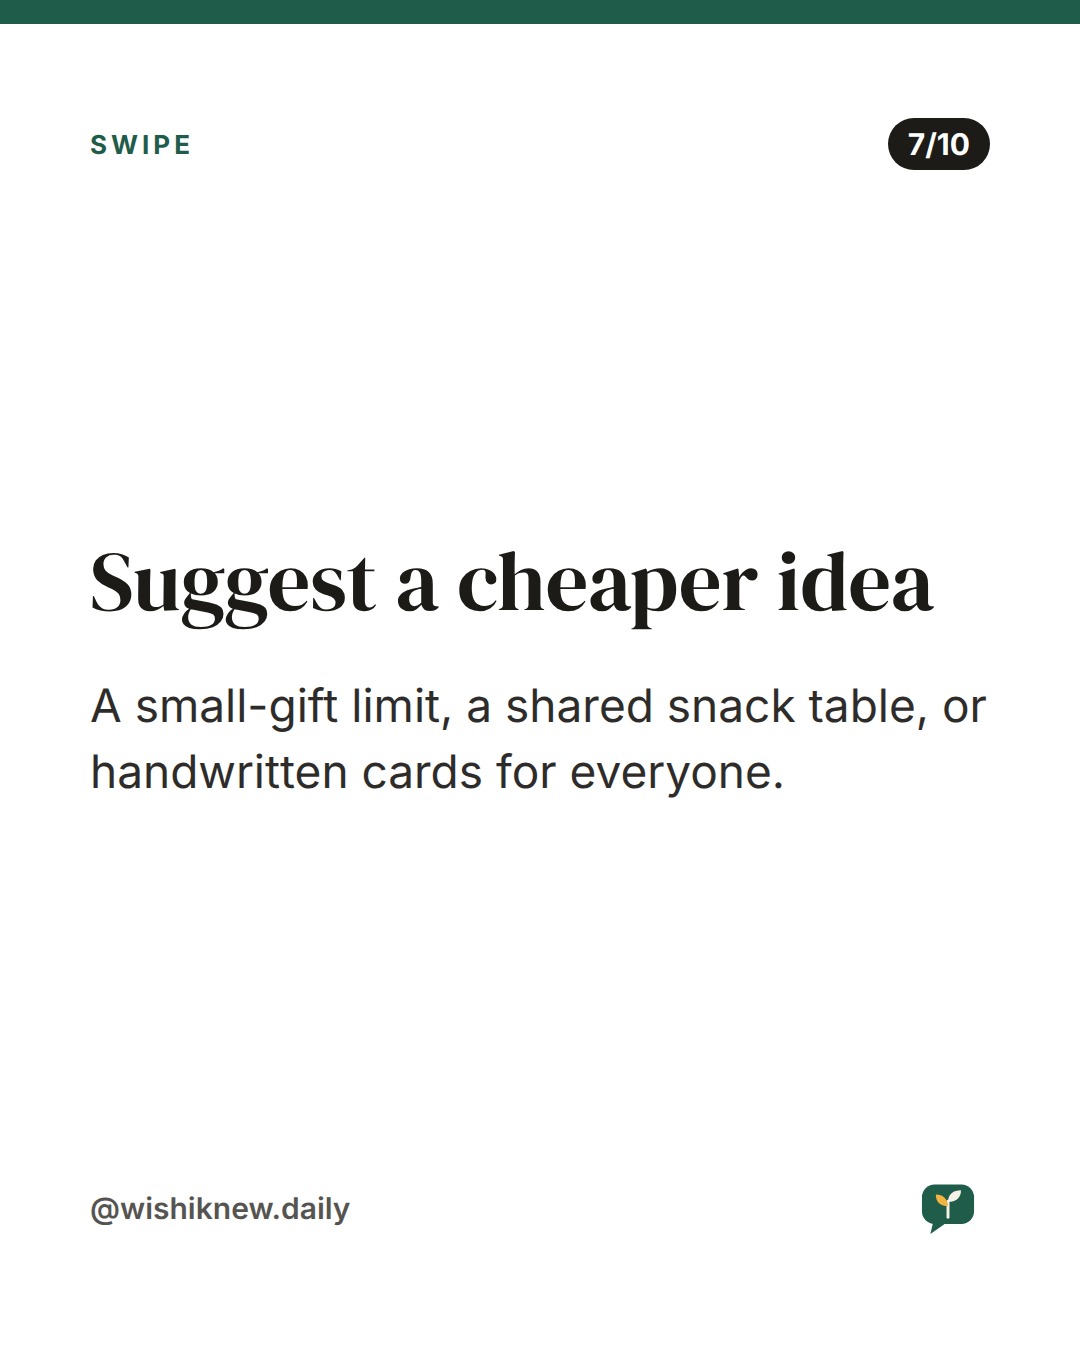 SWIPE
7/10
Suggest a cheaper idea
A small-gift limit, a shared snack table, or
handwritten cards for everyone.
@wishiknew.daily